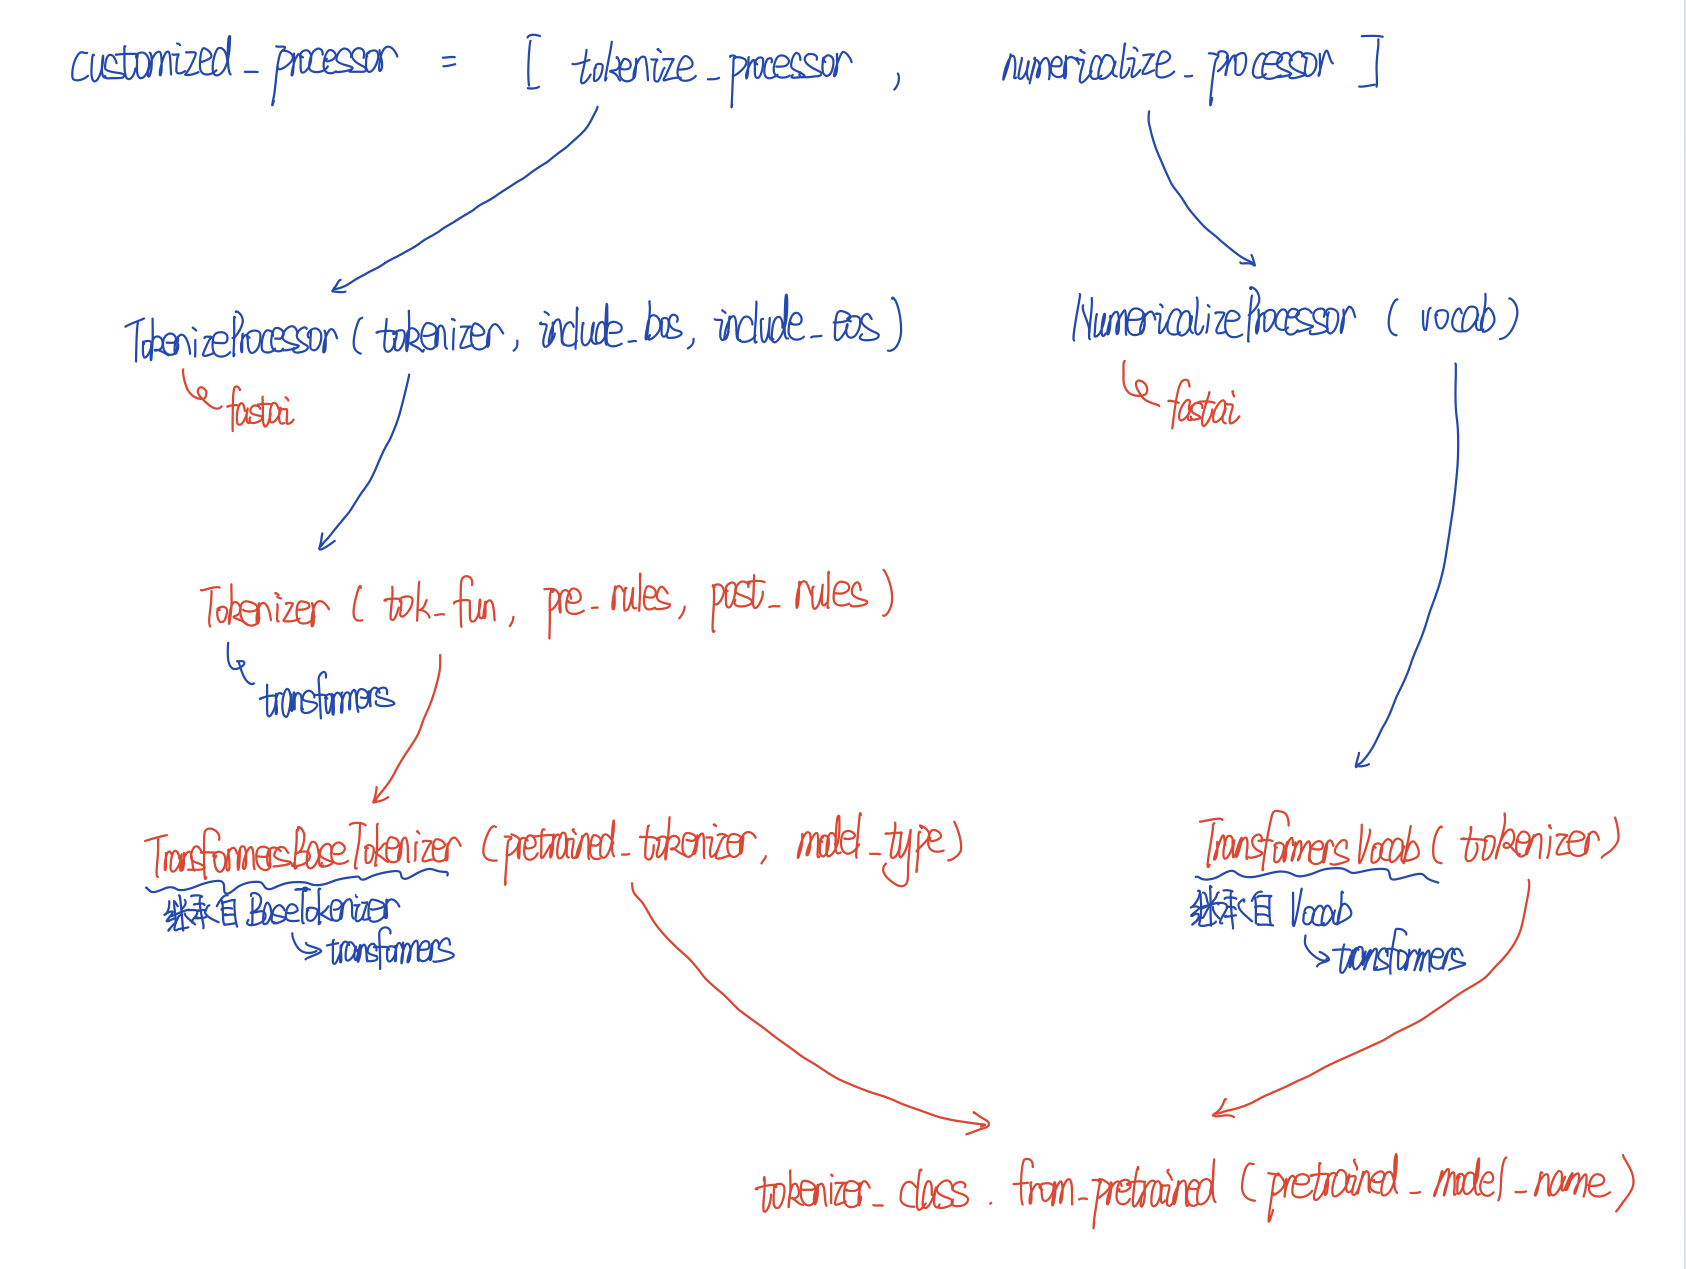 customized_processor = [ tokenize_processor , numericalize_processor ]
TokenizeProcessor ( tokenizer, include_bos, include_eos )
NumericalizeProcessor ( vocab )
fastai
fastai
Tokenizer ( tok_fun, pre_rules, post_rules )
transformers
TransformersBaseTokenizer (pretrained_tokenizer, model_type)
TransformersVocab ( tokenizer )
继承自 BaseTokenizer
继承自 Vocab
transformers
transformers
tokenizer_class . from_pretrained (pretrained_model_name)